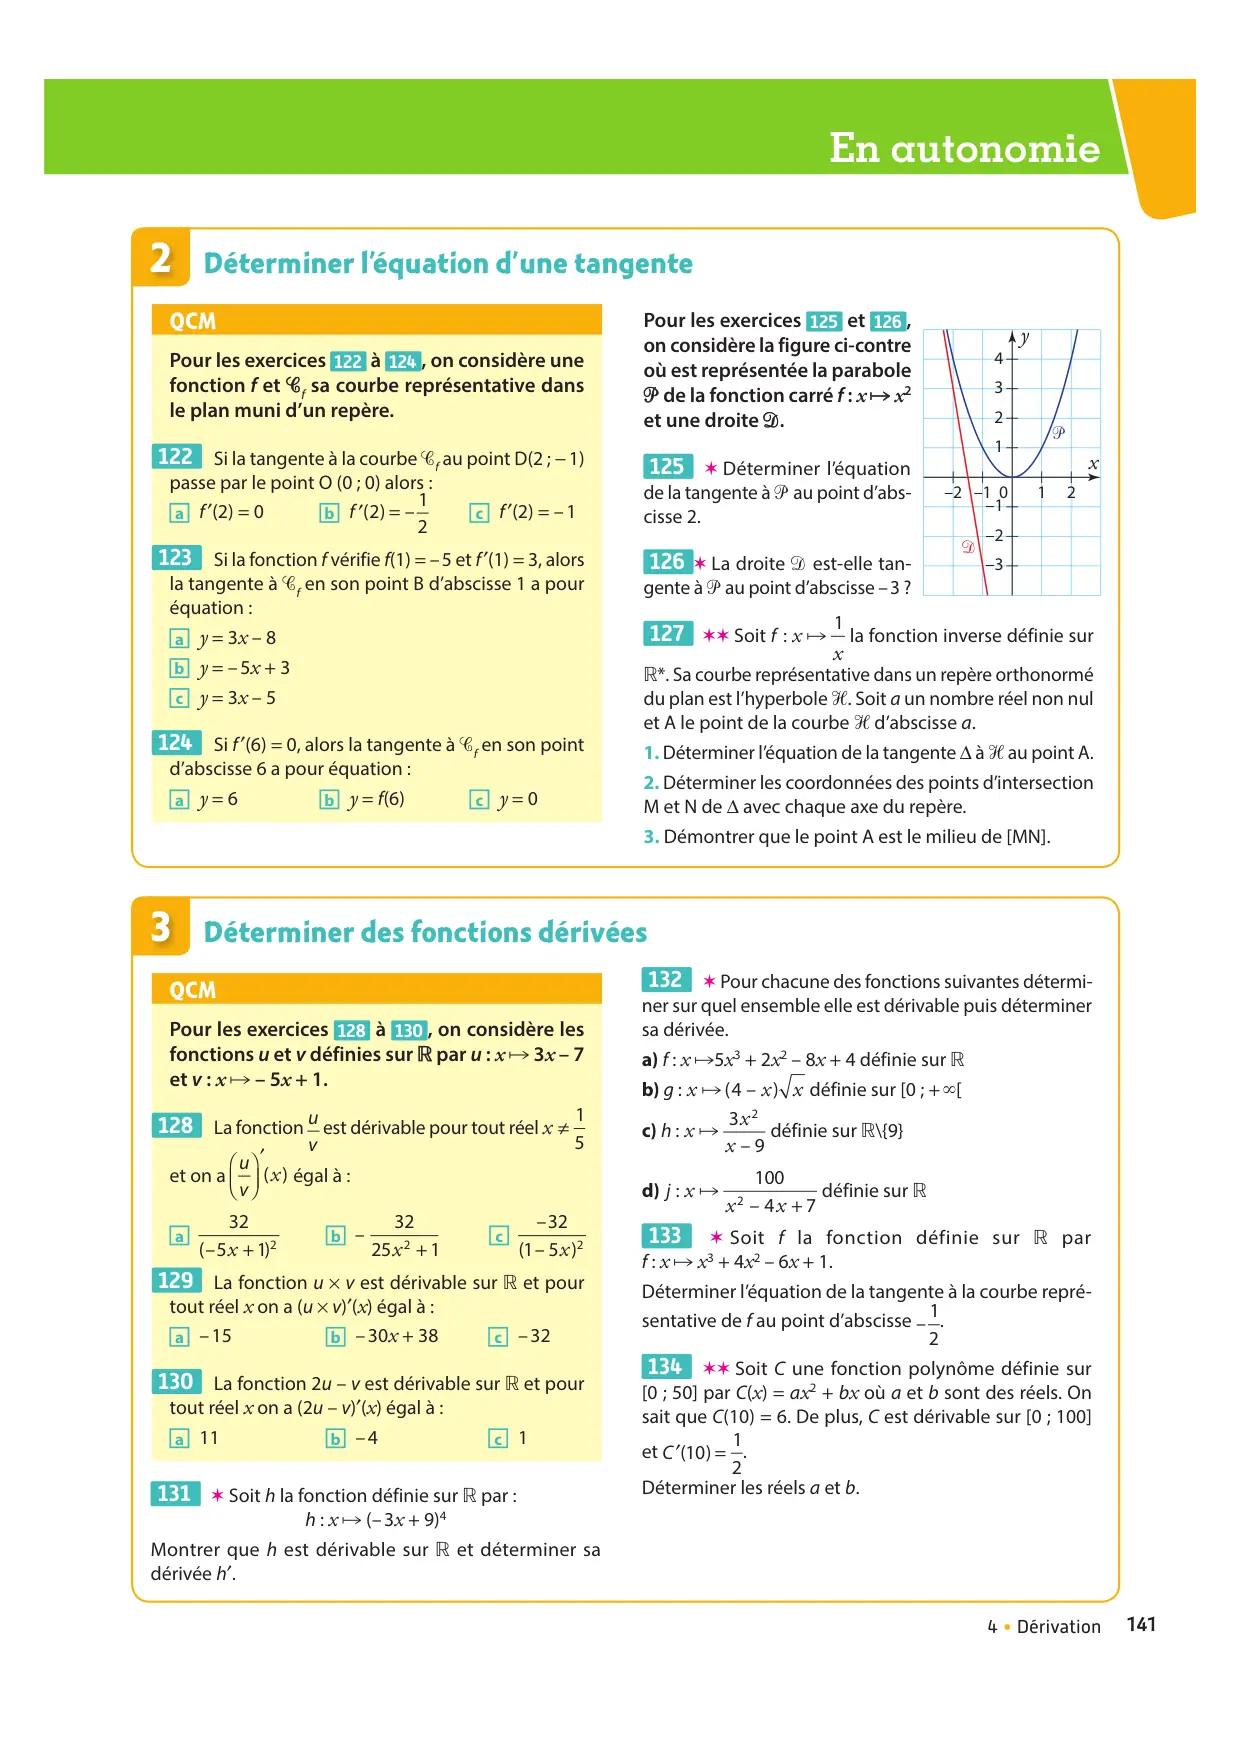 En autonomie
2 Déterminer l’équation d’une tangente
QCM
Pour les exercices 122 à 124, on considère une
fonction f et 𝒞f sa courbe représentative dans
le plan muni d’un repère.
122 Si la tangente à la courbe 𝒞f au point D(2 ; – 1)
passe par le point O (0 ; 0) alors :
a f′(2) = 0 b f′(2) = –1/2 c f′(2) = – 1
123 Si la fonction f vérifie f(1) = – 5 et f′(1) = 3, alors
la tangente à 𝒞f en son point B d’abscisse 1 a pour
équation :
a y = 3x – 8
b y = – 5x + 3
c y = 3x – 5
124 Si f′(6) = 0, alors la tangente à 𝒞f en son point
d’abscisse 6 a pour équation :
a y = 6 b y = f(6) c y = 0
Pour les exercices 125 et 126,
on considère la figure ci-contre
où est représentée la parabole
𝒫 de la fonction carré f : x ↦ x²
et une droite 𝒟.
125 ✶ Déterminer l’équation
de la tangente à 𝒫 au point d’abs-
cisse 2.
126 ✶ La droite 𝒟 est-elle tan-
gente à 𝒫 au point d’abscisse – 3 ?
y
4
3
2
𝒫
1
x
–2 –1 0 1 2
–1
–2
𝒟
–3
127 ✶✶ Soit f : x ↦ 1/x la fonction inverse définie sur
ℝ*. Sa courbe représentative dans un repère orthonormé
du plan est l’hyperbole ℋ. Soit a un nombre réel non nul
et A le point de la courbe ℋ d’abscisse a.
1. Déterminer l’équation de la tangente Δ à ℋ au point A.
2. Déterminer les coordonnées des points d’intersection
M et N de Δ avec chaque axe du repère.
3. Démontrer que le point A est le milieu de [MN].
3 Déterminer des fonctions dérivées
QCM
Pour les exercices 128 à 130, on considère les
fonctions u et v définies sur ℝ par u : x ↦ 3x – 7
et v : x ↦ – 5x + 1.
128 La fonction u/v est dérivable pour tout réel x ≠ 1/5
et on a (u/v)′(x) égal à :
a 32/(–5x + 1)² b – 32/(25x² + 1) c –32/(1 – 5x)²
129 La fonction u × v est dérivable sur ℝ et pour
tout réel x on a (u × v)′(x) égal à :
a – 15 b – 30x + 38 c – 32
130 La fonction 2u – v est dérivable sur ℝ et pour
tout réel x on a (2u – v)′(x) égal à :
a 11 b – 4 c 1
131 ✶ Soit h la fonction définie sur ℝ par :
h : x ↦ (– 3x + 9)⁴
Montrer que h est dérivable sur ℝ et déterminer sa
dérivée h′.
132 ✶ Pour chacune des fonctions suivantes détermi-
ner sur quel ensemble elle est dérivable puis déterminer
sa dérivée.
a) f : x ↦ 5x³ + 2x² – 8x + 4 définie sur ℝ
b) g : x ↦ (4 – x)√x définie sur [0 ; + ∞[
c) h : x ↦ 3x²/(x – 9) définie sur ℝ\{9}
d) j : x ↦ 100/(x² – 4x + 7) définie sur ℝ
133 ✶ Soit f la fonction définie sur ℝ par
f : x ↦ x³ + 4x² – 6x + 1.
Déterminer l’équation de la tangente à la courbe repré-
sentative de f au point d’abscisse –1/2.
134 ✶✶ Soit C une fonction polynôme définie sur
[0 ; 50] par C(x) = ax² + bx où a et b sont des réels. On
sait que C(10) = 6. De plus, C est dérivable sur [0 ; 100]
et C′(10) = 1/2.
Déterminer les réels a et b.
4 • Dérivation 141